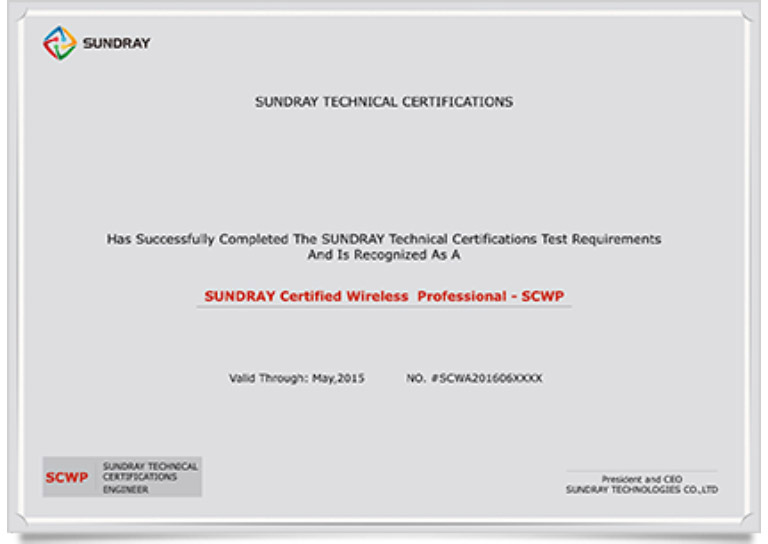 SUNDRAY
SUNDRAY TECHNICAL CERTIFICATIONS
Has Successfully Completed The SUNDRAY Technical Certifications Test Requirements
And Is Recognized As A
SUNDRAY Certified Wireless Professional - SCWP
Valid Through: May,2015 NO. #SCWA201606XXXX
SCWP
SUNDRAY TECHNICAL
CERTIFICATIONS
ENGINEER
President and CEO
SUNDRAY TECHNOLOGIES CO.,LTD